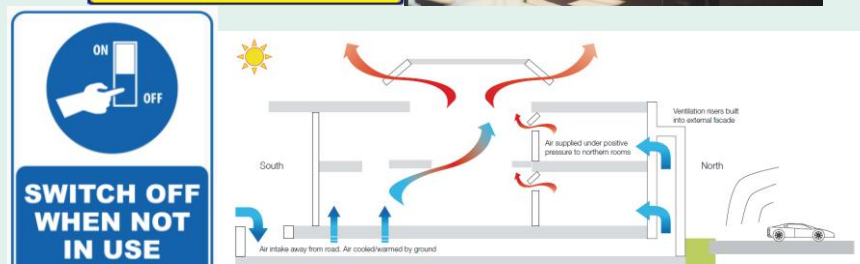 ON
OFF
SWITCH OFF
WHEN NOT
IN USE
Ventilation risers built
into external facade
Air supplied under positive
pressure to northern rooms
South
North
Air intake away from road. Air cooled/warmed by ground